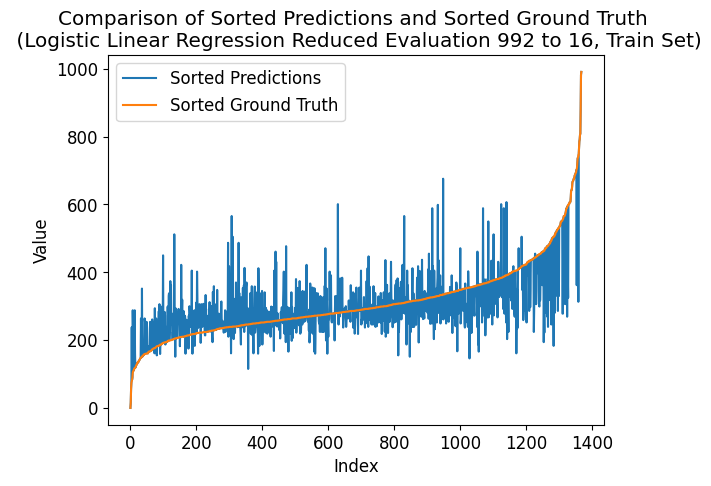 Comparison of Sorted Predictions and Sorted Ground Truth
(Logistic Linear Regression Reduced Evaluation 992 to 16, Train Set)
Sorted Predictions
Sorted Ground Truth
1000
800
600
400
200
0
Value
0 200 400 600 800 1000 1200 1400
Index